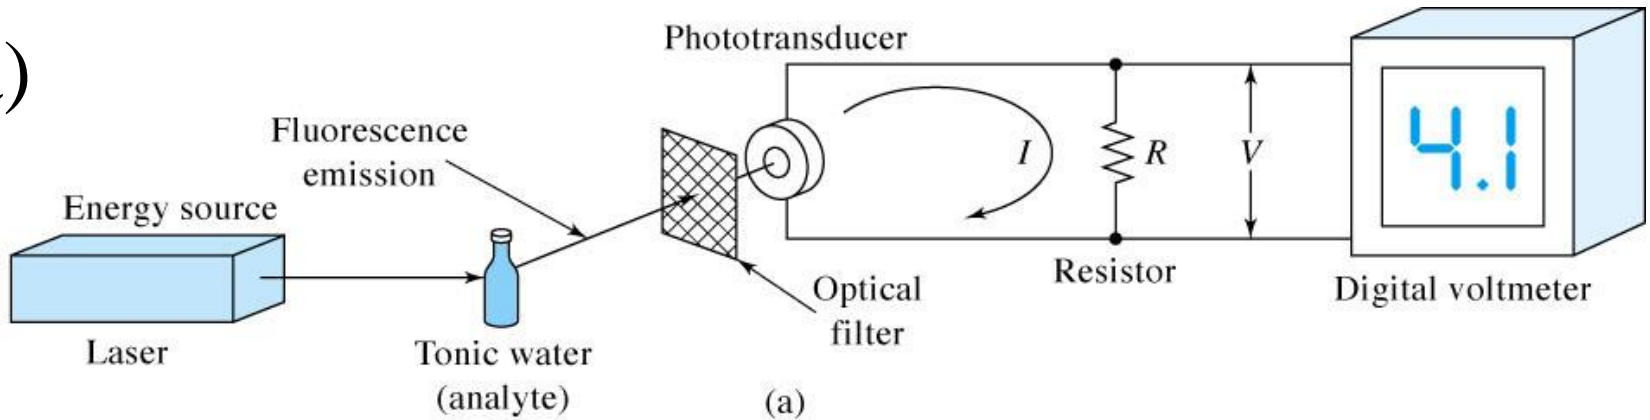 Phototransducer
Fluorescence
emission
Energy source
I
R
V
4.1
Resistor
Digital voltmeter
Optical
filter
Laser
Tonic water
(analyte)
(a)